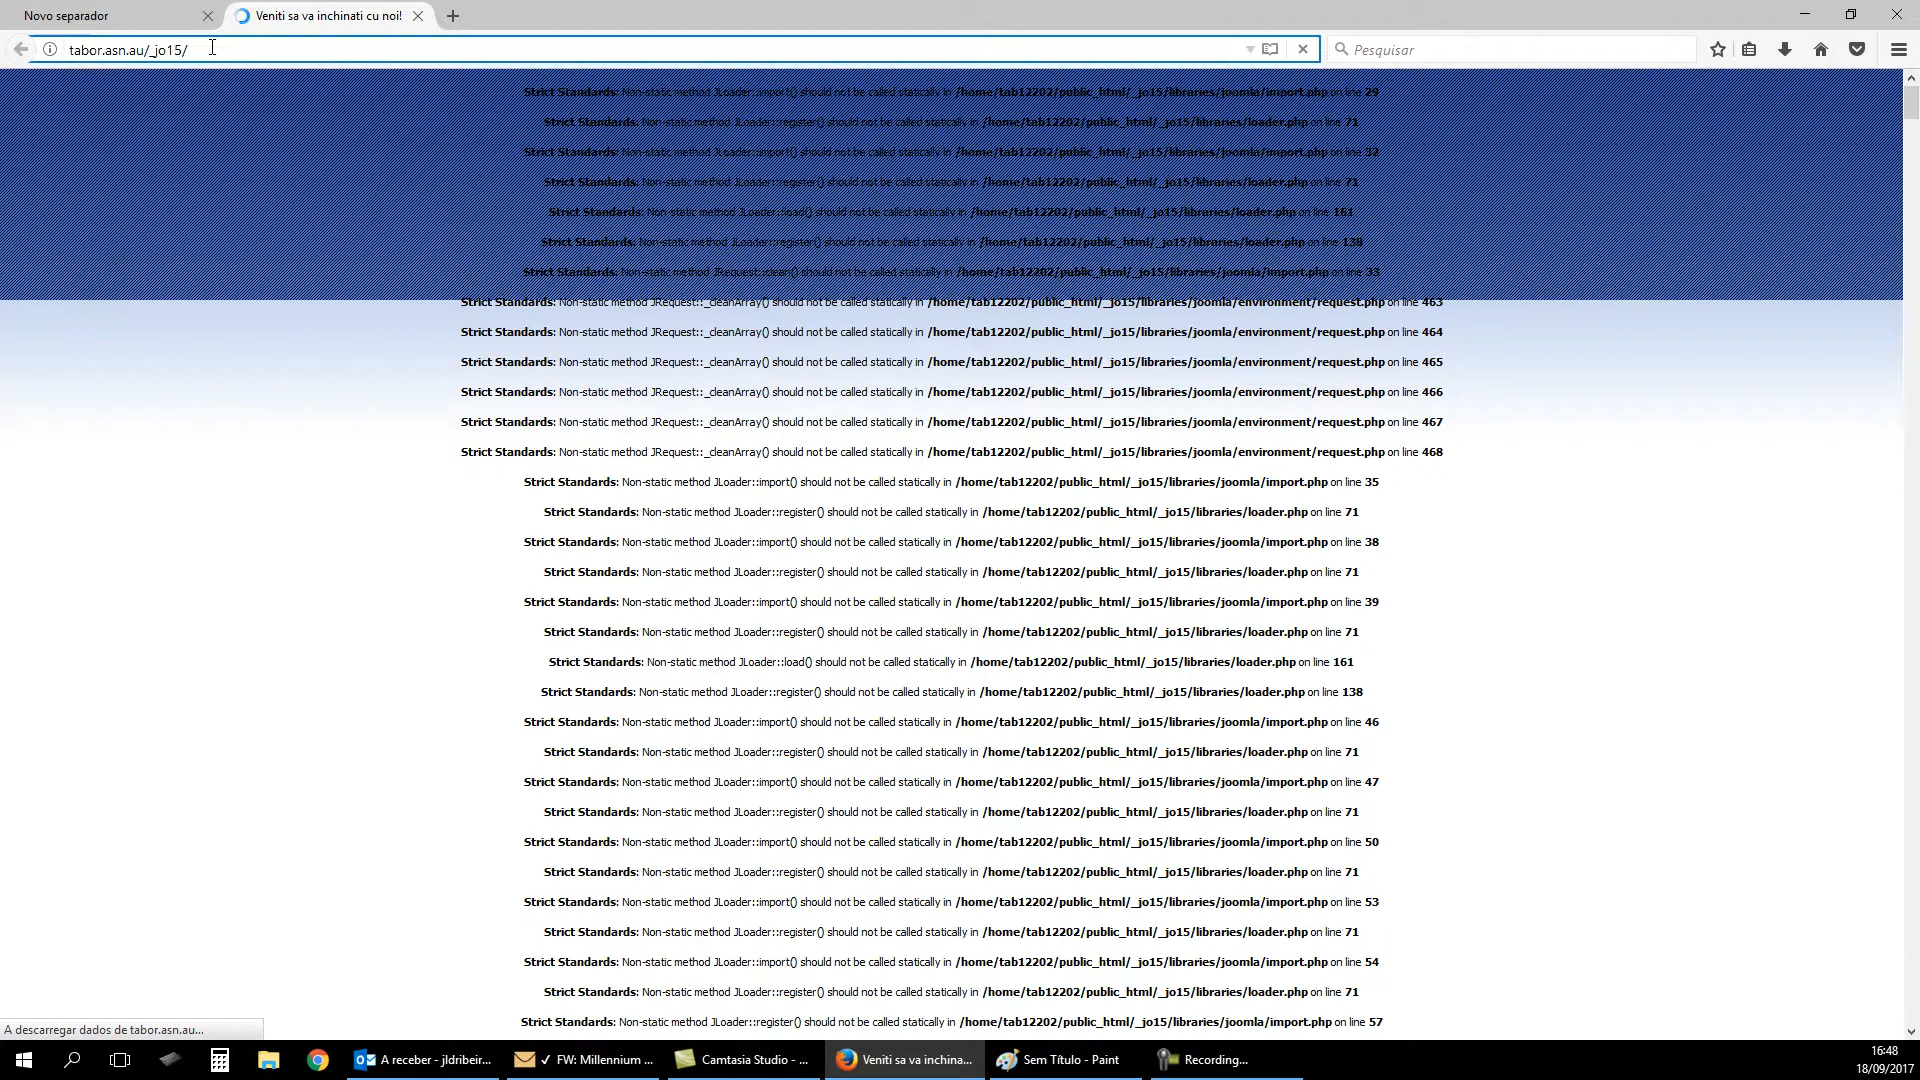 Novo separador
Veniti sa va inchinati cu noi!
tabor.asn.au/_jo15/
Pesquisar
Strict Standards: Non-static method JLoader::import() should not be called statically in /home/tab12202/public_html/_jo15/libraries/joomla/import.php on line 29
Strict Standards: Non-static method JLoader::register() should not be called statically in /home/tab12202/public_html/_jo15/libraries/loader.php on line 71
Strict Standards: Non-static method JLoader::import() should not be called statically in /home/tab12202/public_html/_jo15/libraries/joomla/import.php on line 32
Strict Standards: Non-static method JLoader::register() should not be called statically in /home/tab12202/public_html/_jo15/libraries/loader.php on line 71
Strict Standards: Non-static method JLoader::load() should not be called statically in /home/tab12202/public_html/_jo15/libraries/loader.php on line 161
Strict Standards: Non-static method JLoader::register() should not be called statically in /home/tab12202/public_html/_jo15/libraries/loader.php on line 138
Strict Standards: Non-static method JRequest::clean() should not be called statically in /home/tab12202/public_html/_jo15/libraries/joomla/import.php on line 33
Strict Standards: Non-static method JRequest::_cleanArray() should not be called statically in /home/tab12202/public_html/_jo15/libraries/joomla/environment/request.php on line 463
Strict Standards: Non-static method JRequest::_cleanArray() should not be called statically in /home/tab12202/public_html/_jo15/libraries/joomla/environment/request.php on line 464
Strict Standards: Non-static method JRequest::_cleanArray() should not be called statically in /home/tab12202/public_html/_jo15/libraries/joomla/environment/request.php on line 465
Strict Standards: Non-static method JRequest::_cleanArray() should not be called statically in /home/tab12202/public_html/_jo15/libraries/joomla/environment/request.php on line 466
Strict Standards: Non-static method JRequest::_cleanArray() should not be called statically in /home/tab12202/public_html/_jo15/libraries/joomla/environment/request.php on line 467
Strict Standards: Non-static method JRequest::_cleanArray() should not be called statically in /home/tab12202/public_html/_jo15/libraries/joomla/environment/request.php on line 468
Strict Standards: Non-static method JLoader::import() should not be called statically in /home/tab12202/public_html/_jo15/libraries/joomla/import.php on line 35
Strict Standards: Non-static method JLoader::register() should not be called statically in /home/tab12202/public_html/_jo15/libraries/loader.php on line 71
Strict Standards: Non-static method JLoader::import() should not be called statically in /home/tab12202/public_html/_jo15/libraries/joomla/import.php on line 38
Strict Standards: Non-static method JLoader::register() should not be called statically in /home/tab12202/public_html/_jo15/libraries/loader.php on line 71
Strict Standards: Non-static method JLoader::import() should not be called statically in /home/tab12202/public_html/_jo15/libraries/joomla/import.php on line 39
Strict Standards: Non-static method JLoader::register() should not be called statically in /home/tab12202/public_html/_jo15/libraries/loader.php on line 71
Strict Standards: Non-static method JLoader::load() should not be called statically in /home/tab12202/public_html/_jo15/libraries/loader.php on line 161
Strict Standards: Non-static method JLoader::register() should not be called statically in /home/tab12202/public_html/_jo15/libraries/loader.php on line 138
Strict Standards: Non-static method JLoader::import() should not be called statically in /home/tab12202/public_html/_jo15/libraries/joomla/import.php on line 46
Strict Standards: Non-static method JLoader::register() should not be called statically in /home/tab12202/public_html/_jo15/libraries/loader.php on line 71
Strict Standards: Non-static method JLoader::import() should not be called statically in /home/tab12202/public_html/_jo15/libraries/joomla/import.php on line 47
Strict Standards: Non-static method JLoader::register() should not be called statically in /home/tab12202/public_html/_jo15/libraries/loader.php on line 71
Strict Standards: Non-static method JLoader::import() should not be called statically in /home/tab12202/public_html/_jo15/libraries/joomla/import.php on line 50
Strict Standards: Non-static method JLoader::register() should not be called statically in /home/tab12202/public_html/_jo15/libraries/loader.php on line 71
Strict Standards: Non-static method JLoader::import() should not be called statically in /home/tab12202/public_html/_jo15/libraries/joomla/import.php on line 53
Strict Standards: Non-static method JLoader::register() should not be called statically in /home/tab12202/public_html/_jo15/libraries/loader.php on line 71
Strict Standards: Non-static method JLoader::import() should not be called statically in /home/tab12202/public_html/_jo15/libraries/joomla/import.php on line 54
Strict Standards: Non-static method JLoader::register() should not be called statically in /home/tab12202/public_html/_jo15/libraries/loader.php on line 71
Strict Standards: Non-static method JLoader::register() should not be called statically in /home/tab12202/public_html/_jo15/libraries/joomla/import.php on line 57
A descarregar dados de tabor.asn.au...
A receber - jldribeir...
✓ FW: Millennium ...
Camtasia Studio - ...
Veniti sa va inchina...
Sem Título - Paint
Recording...
16:48
18/09/2017